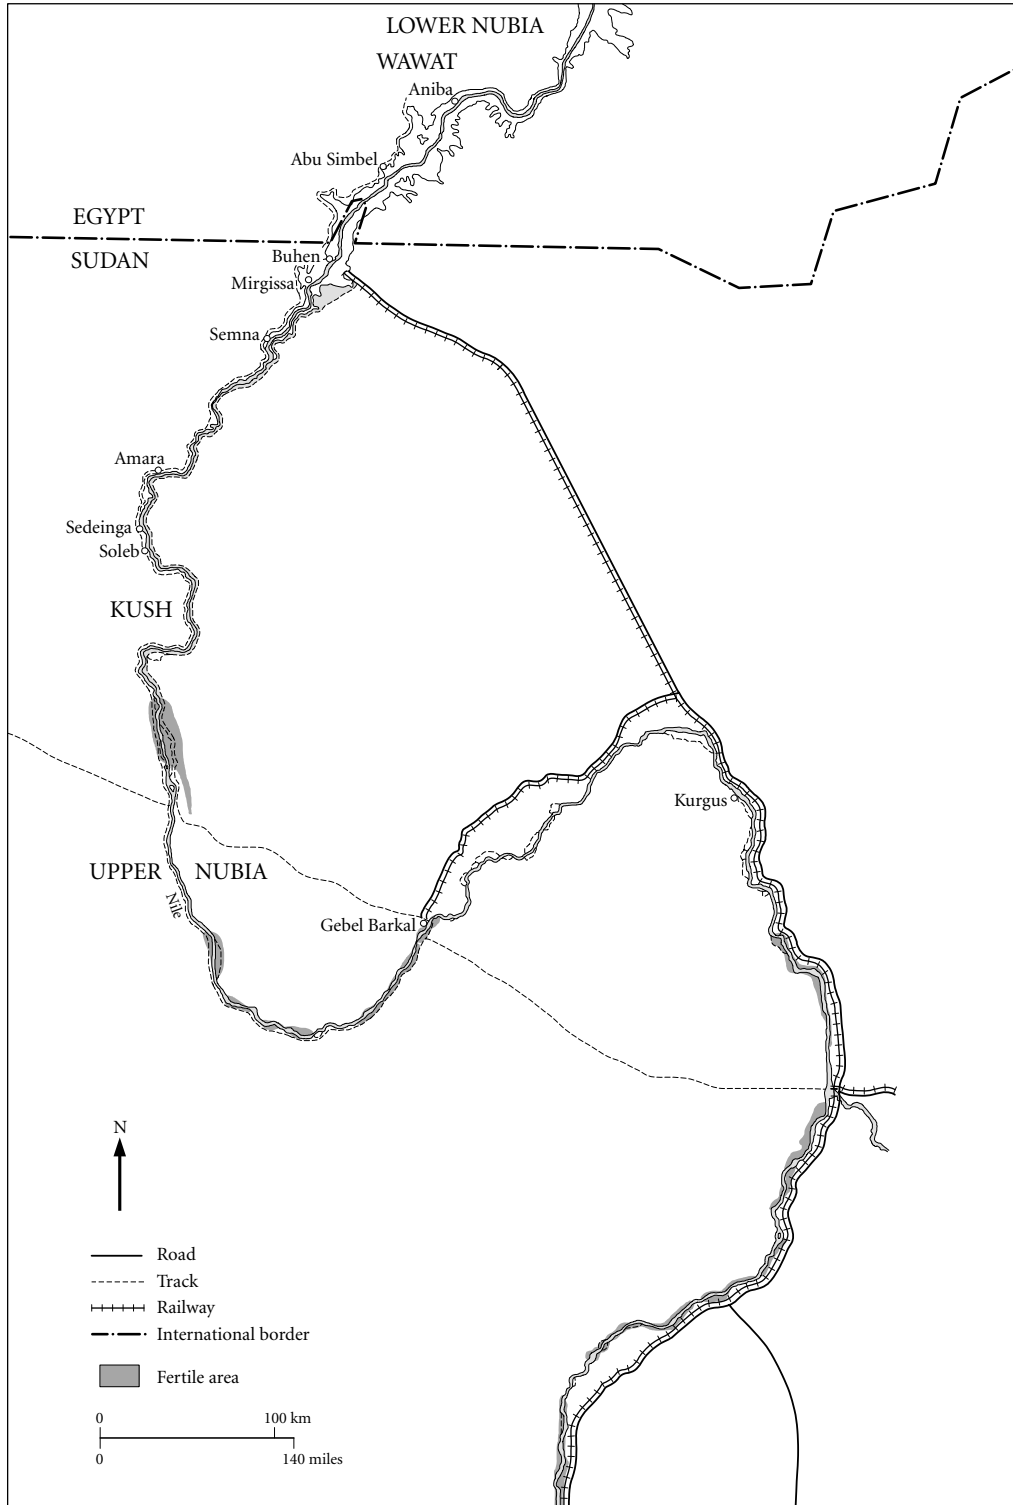 LOWER NUBIA
WAWAT
Aniba
Abu Simbel
EGYPT
SUDAN
Buhen
Mirgissa
Semna
Amara
Sedeinga
Soleb
KUSH
Kurgus
UPPER NUBIA
Nile
Gebel Barkal
N
Road
Track
Railway
International border
Fertile area
0 100 km
0 140 miles